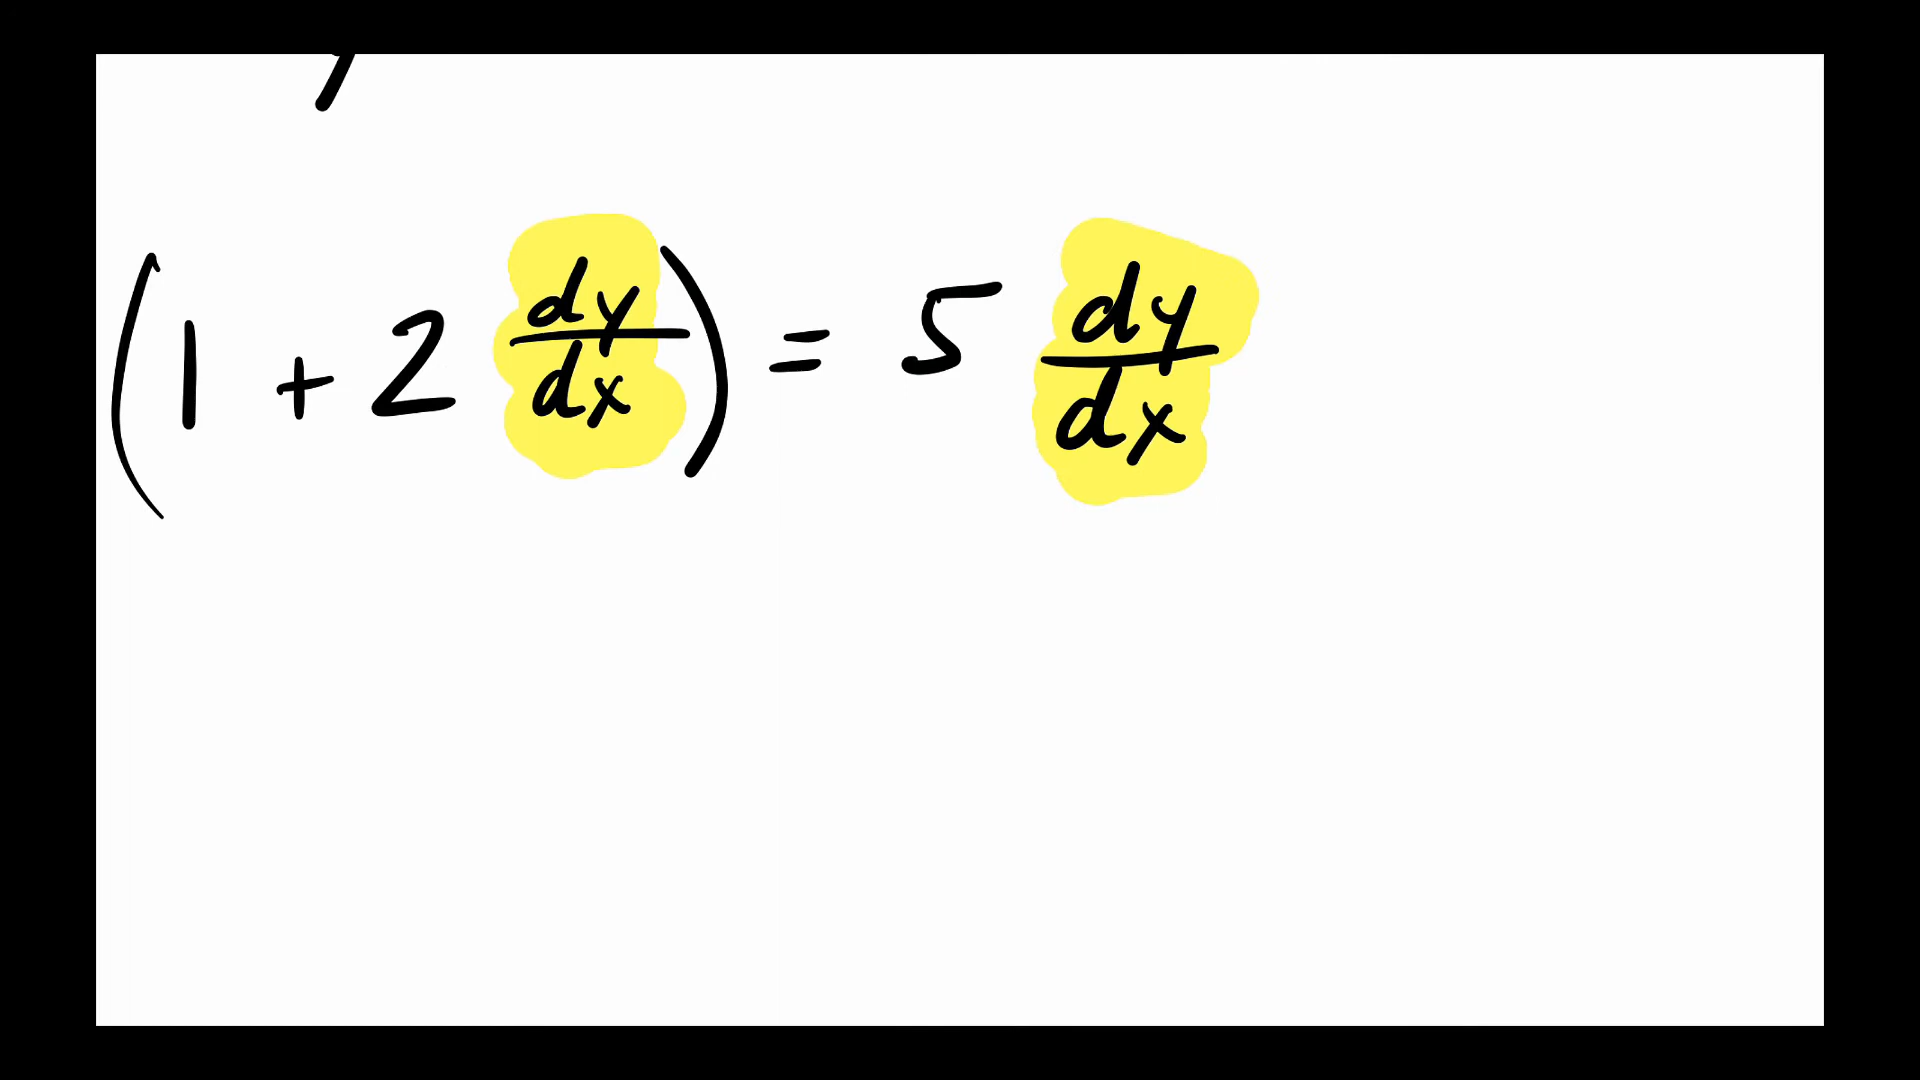 (1 + 2 dy/dx) = 5 dy/dx